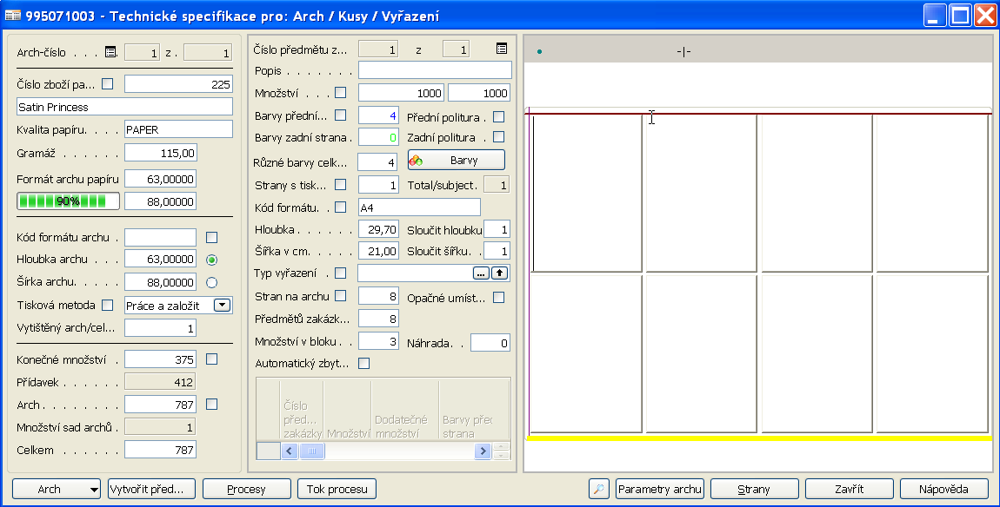 995071003 - Technické specifikace pro: Arch / Kusy / Vyřazení
Arch-číslo . . . 1 z . 1
Číslo zboží pa... 225
Satin Princess
Kvalita papíru. . . . PAPER
Gramáž . . . . . . 115,00
Formát archu papíru 63,00000
90% 88,00000
Kód formátu archu .
Hloubka archu . . . 63,00000
Šírka archu. . . . . 88,00000
Tisková metoda Práce a založit
Vytištěný arch/cel... 1
Konečné množství . 375
Přídavek . . . . . . 412
Arch . . . . . . . . 787
Množství sad archů . 1
Celkem . . . . . . 787
Číslo předmětu z... 1 z 1
Popis . . . . . . .
Množství . . 1000 1000
Barvy přední... 4 Přední politura .
Barvy zadní strana . 0 Zadní politura .
Různé barvy celk... 4 Barvy
Strany s tisk... 1 Total/subject. 1
Kód formátu. . A4
Hloubka . . . . . . 29,70 Sloučit hloubku 1
Šířka v cm. . . . . 21,00 Sloučit šířku. . 1
Typ vyřazení . ...
Stran na archu 8 Opačné umíst...
Předmětů zakázk... 8
Množství v bloku . . 3 Náhrada. . 0
Automatický zbyt...
Číslo
před...
zakázky
Množství
Dodatečné
množství
Barvy před
strana
-|-
Arch Vytvořit před... Procesy Tok procesu Parametry archu Strany Zavřít Nápověda